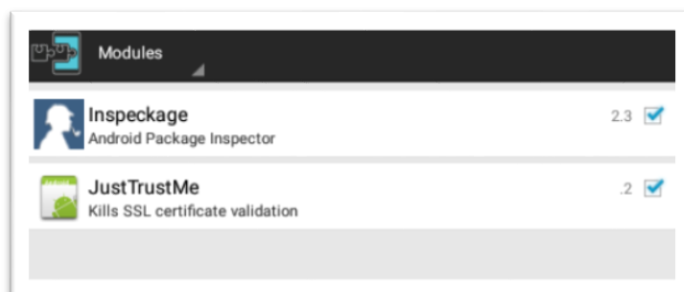 Modules
Inspeckage
2.3
Android Package Inspector
JustTrustMe
.2
Kills SSL certificate validation